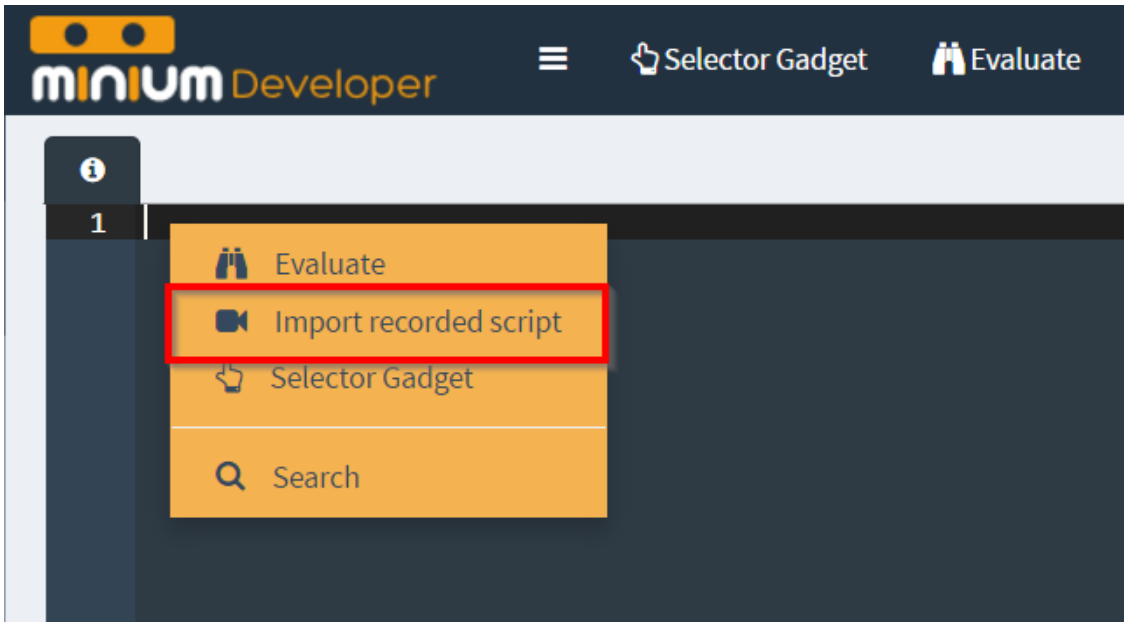 minium Developer
Selector Gadget
Evaluate
1
Evaluate
Import recorded script
Selector Gadget
Search